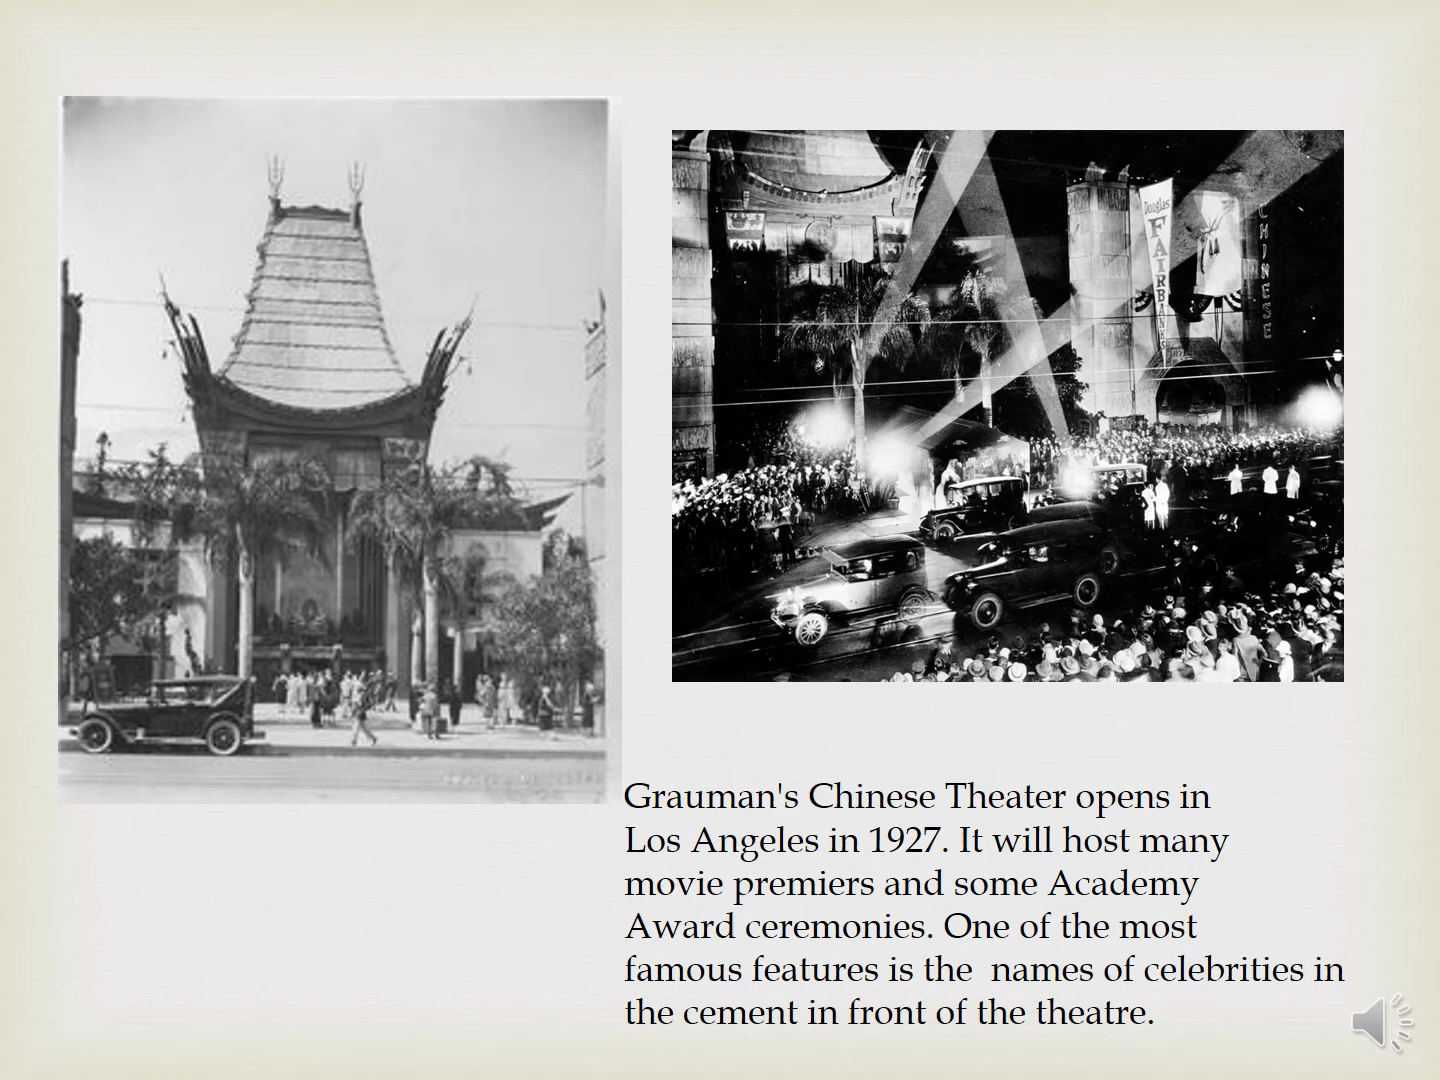 Douglas
FAIRBANKS
CHINESE
Grauman's Chinese Theater opens in
Los Angeles in 1927. It will host many
movie premiers and some Academy
Award ceremonies. One of the most
famous features is the  names of celebrities in
the cement in front of the theatre.